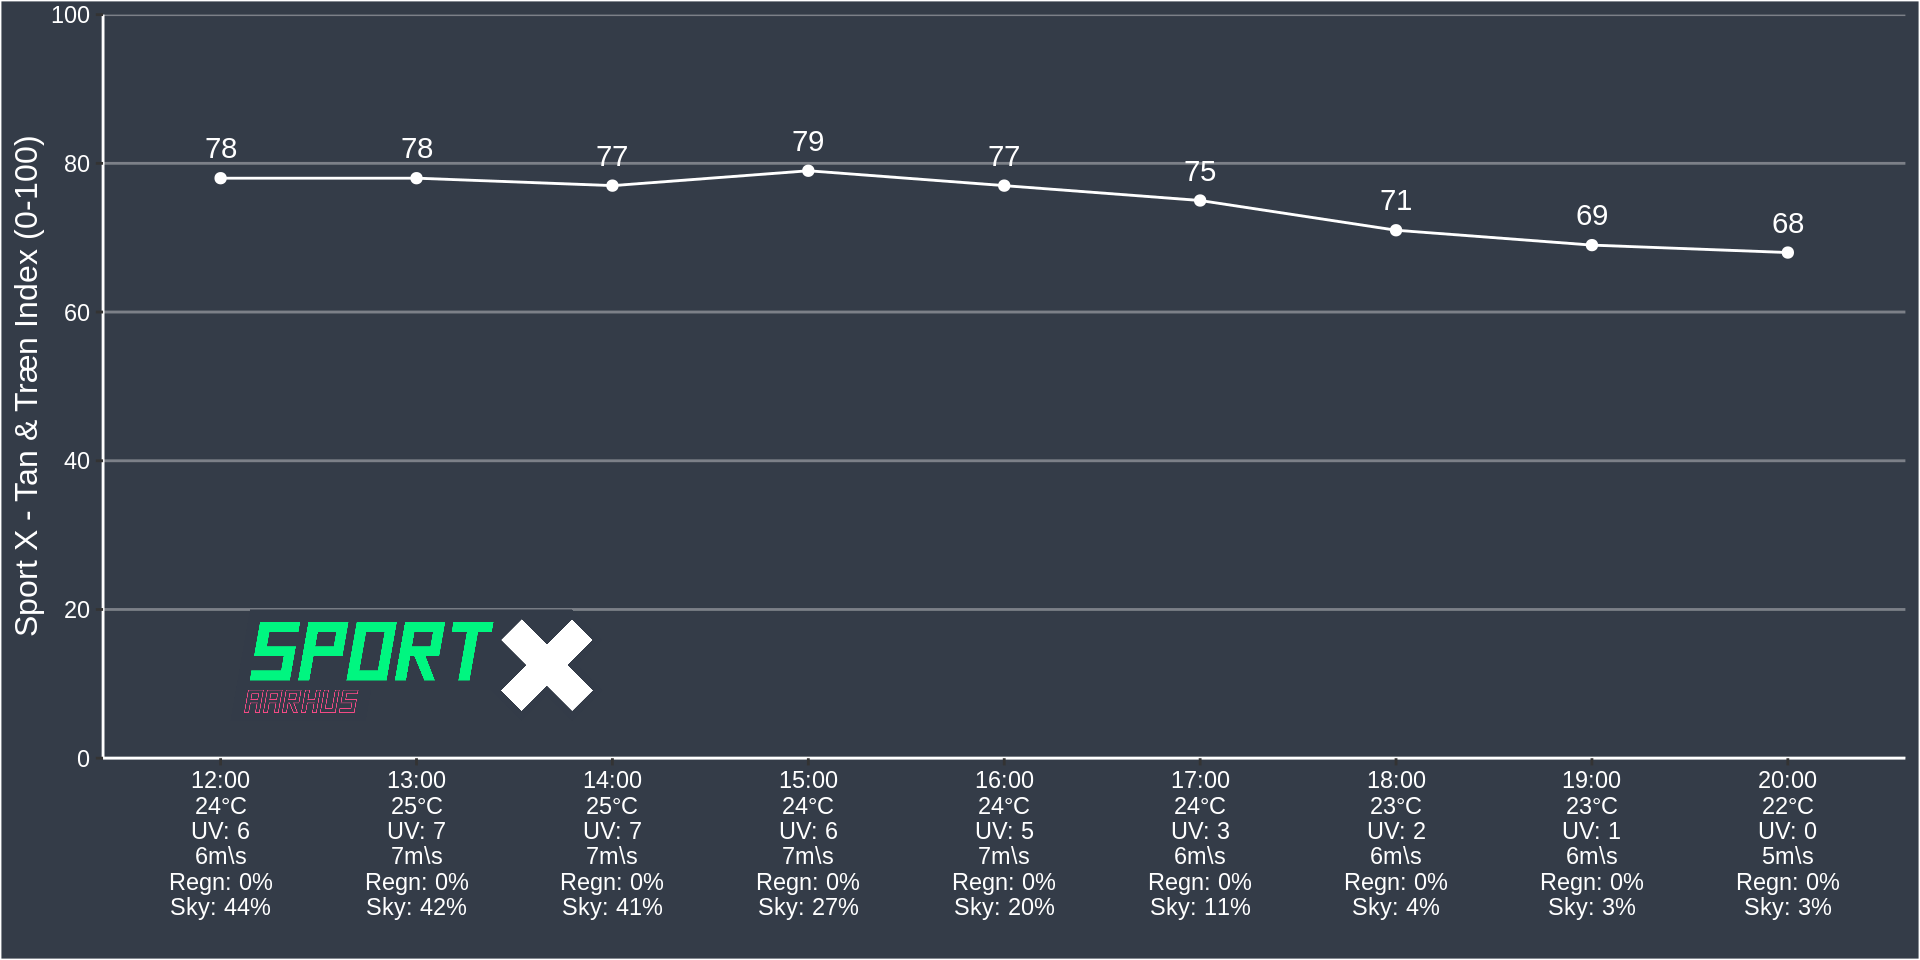 Sport X - Tan & Træn Index (0-100)
100
80
60
40
20
0
78
78
77
79
77
75
71
69
68
SPORT X
AARHUS
12:00 13:00 14:00 15:00 16:00 17:00 18:00 19:00 20:00
24°C 25°C 25°C 24°C 24°C 24°C 23°C 23°C 22°C
UV: 6 UV: 7 UV: 7 UV: 6 UV: 5 UV: 3 UV: 2 UV: 1 UV: 0
6m\s 7m\s 7m\s 7m\s 7m\s 6m\s 6m\s 6m\s 5m\s
Regn: 0% Regn: 0% Regn: 0% Regn: 0% Regn: 0% Regn: 0% Regn: 0% Regn: 0% Regn: 0%
Sky: 44% Sky: 42% Sky: 41% Sky: 27% Sky: 20% Sky: 11% Sky: 4% Sky: 3% Sky: 3%